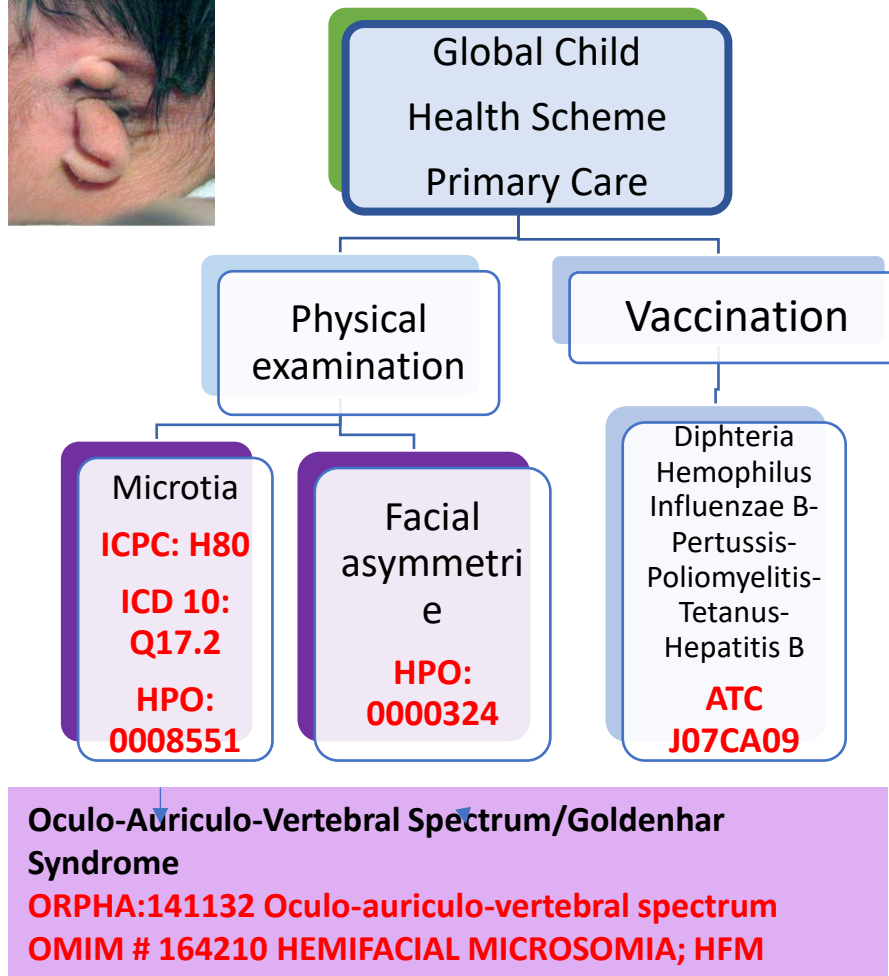 Global Child
Health Scheme
Primary Care
Physical
examination
Vaccination
Microtia
ICPC: H80
ICD 10:
Q17.2
HPO:
0008551
Facial
asymmetri
e
HPO:
0000324
Diphteria
Hemophilus
Influenzae B-
Pertussis-
Poliomyelitis-
Tetanus-
Hepatitis B
ATC
J07CA09
Oculo-Auriculo-Vertebral Spectrum/Goldenhar
Syndrome
ORPHA:141132 Oculo-auriculo-vertebral spectrum
OMIM # 164210 HEMIFACIAL MICROSOMIA; HFM